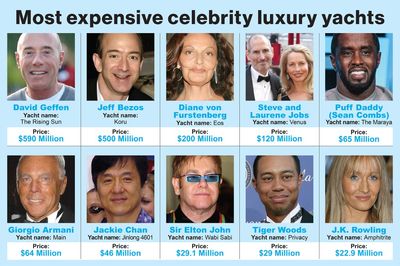 Most expensive celebrity luxury yachts
David Geffen
Yacht name:
The Rising Sun
Price:
$590 Million
Jeff Bezos
Yacht name:
Koru
Price:
$500 Million
Diane von
Furstenberg
Yacht name: Eos
Price:
$200 Million
Steve and
Laurene Jobs
Yacht name: Venus
Price:
$120 Million
Puff Daddy
(Sean Combs)
Yacht name: The Maraya
Price:
$65 Million
Giorgio Armani
Yacht name: Main
Price:
$64 Million
Jackie Chan
Yacht name: Jnlong 4601
Price:
$46 Million
Sir Elton John
Yacht name: Wabi Sabi
Price:
$29.1 Million
Tiger Woods
Yacht name: Privacy
Price:
$29 Million
J.K. Rowling
Yacht name: Amphitrite
Price:
$22.9 Million